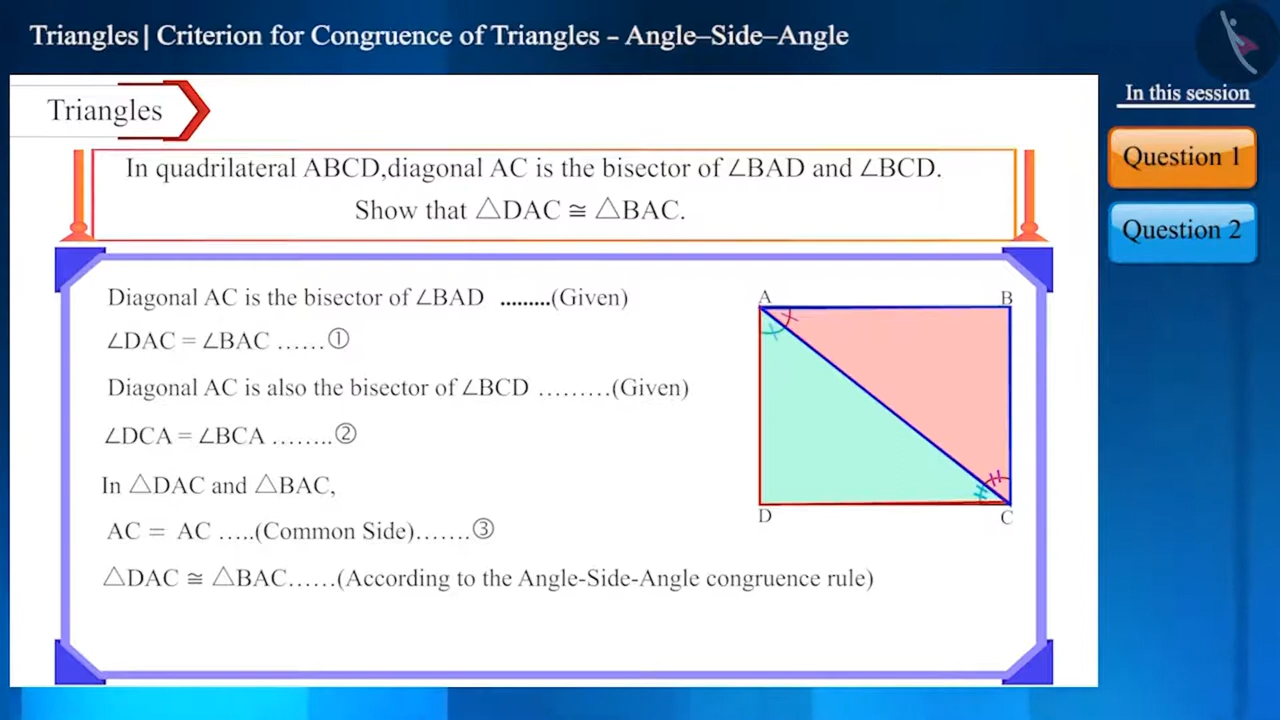 Triangles| Criterion for Congruence of Triangles – Angle–Side–Angle
In this session
Question 1
Question 2
Triangles
In quadrilateral ABCD,diagonal AC is the bisector of ∠BAD and ∠BCD.
Show that △DAC ≅ △BAC.
Diagonal AC is the bisector of ∠BAD .........(Given)
∠DAC = ∠BAC ......①
Diagonal AC is also the bisector of ∠BCD .........(Given)
∠DCA = ∠BCA ........②
In △DAC and △BAC,
AC = AC .....(Common Side).......③
△DAC ≅ △BAC......(According to the Angle-Side-Angle congruence rule)
A
B
D
C